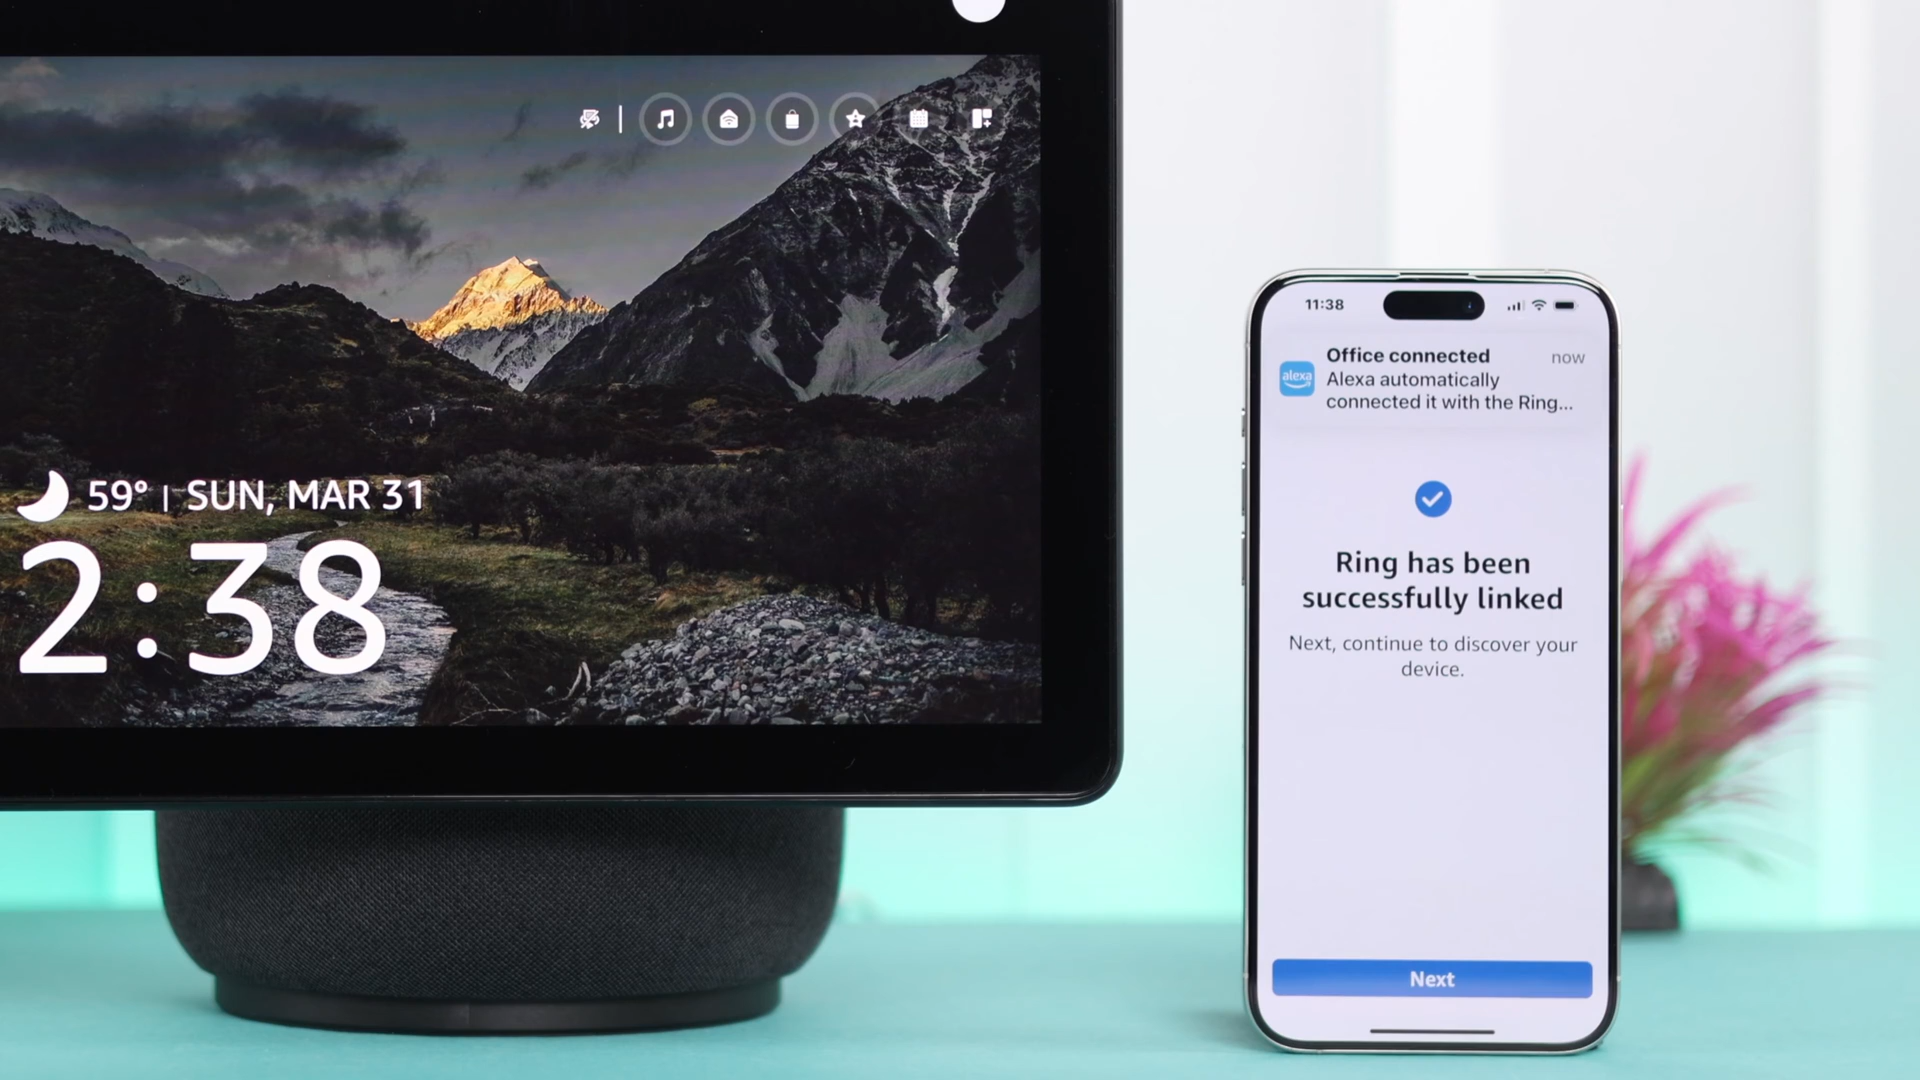 59° | SUN, MAR 31
2:38
11:38
alexa
Office connected
now
Alexa automatically
connected it with the Ring...
Ring has been
successfully linked
Next, continue to discover your
device.
Next